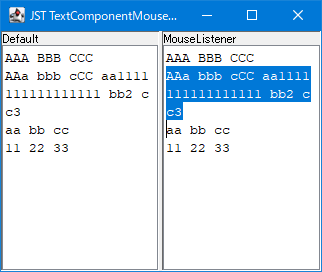 JST TextComponentMouse...
Default
AAA BBB CCC
AAa bbb cCC aa1111
111111111111 bb2 c
c3
aa bb cc
11 22 33
MouseListener
AAA BBB CCC
AAa bbb cCC aa1111
111111111111 bb2 c
c3
aa bb cc
11 22 33